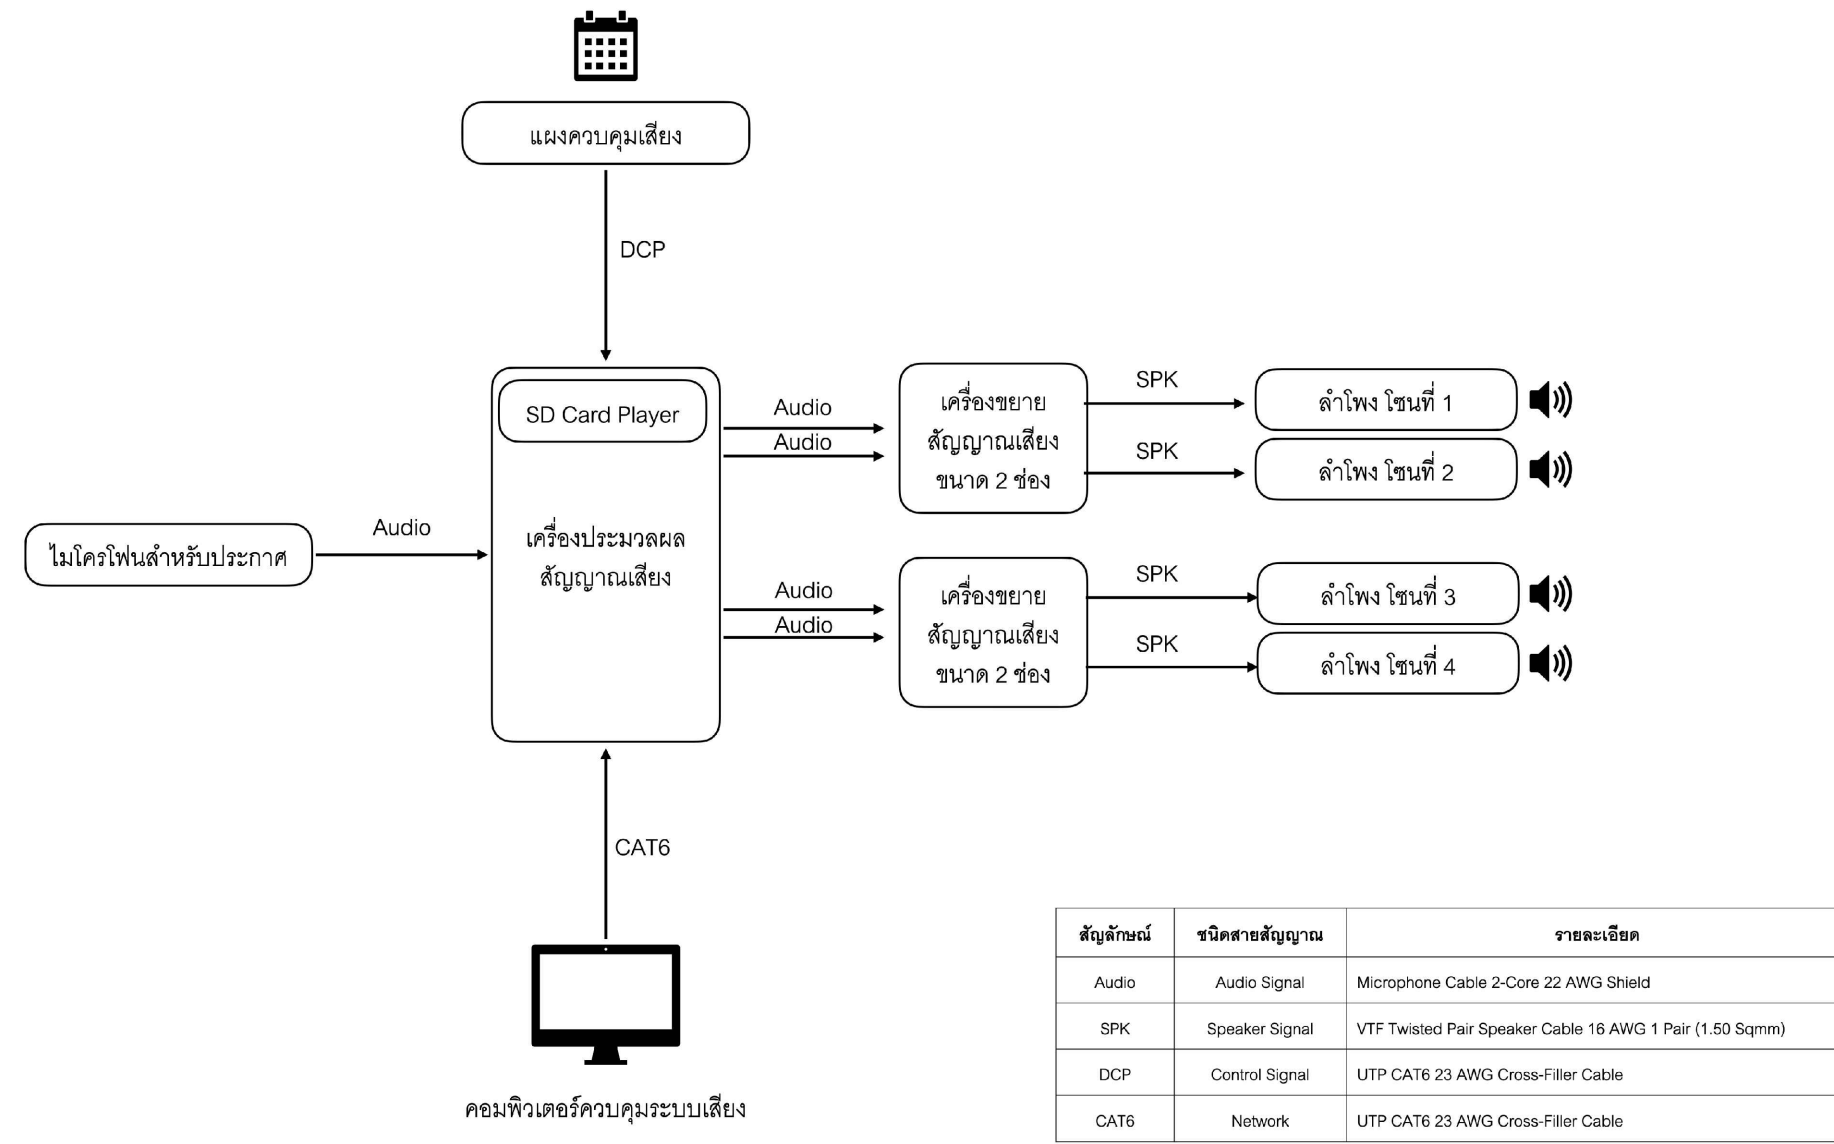 แผงควบคุมเสียง
DCP
SD Card Player
เครื่องประมวลผล
สัญญาณเสียง
ไมโครโฟนสำหรับประกาศ
Audio
Audio
Audio
เครื่องขยาย
สัญญาณเสียง
ขนาด 2 ช่อง
SPK
ลำโพง โซนที่ 1
SPK
ลำโพง โซนที่ 2
Audio
Audio
เครื่องขยาย
สัญญาณเสียง
ขนาด 2 ช่อง
SPK
ลำโพง โซนที่ 3
SPK
ลำโพง โซนที่ 4
CAT6
คอมพิวเตอร์ควบคุมระบบเสียง
สัญลักษณ์ ชนิดสายสัญญาณ รายละเอียด
Audio Audio Signal Microphone Cable 2-Core 22 AWG Shield
SPK Speaker Signal VTF Twisted Pair Speaker Cable 16 AWG 1 Pair (1.50 Sqmm)
DCP Control Signal UTP CAT6 23 AWG Cross-Filler Cable
CAT6 Network UTP CAT6 23 AWG Cross-Filler Cable